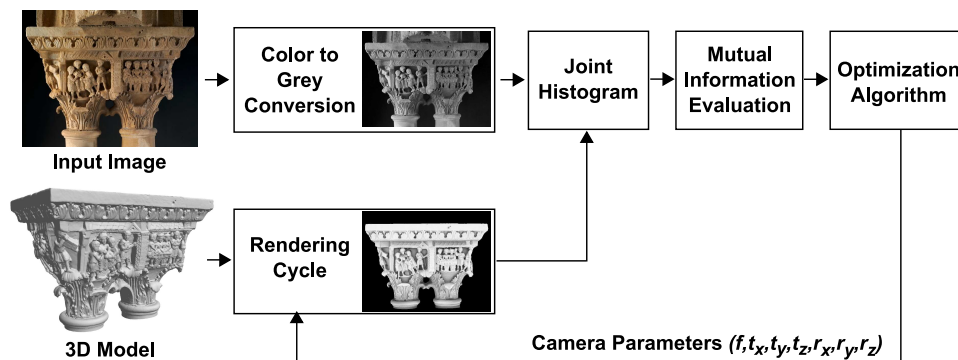 Color to
Grey
Conversion
Joint
Histogram
Mutual
Information
Evaluation
Optimization
Algorithm
Input Image
Rendering
Cycle
3D Model
Camera Parameters (f,tx,ty,tz,rx,ry,rz)